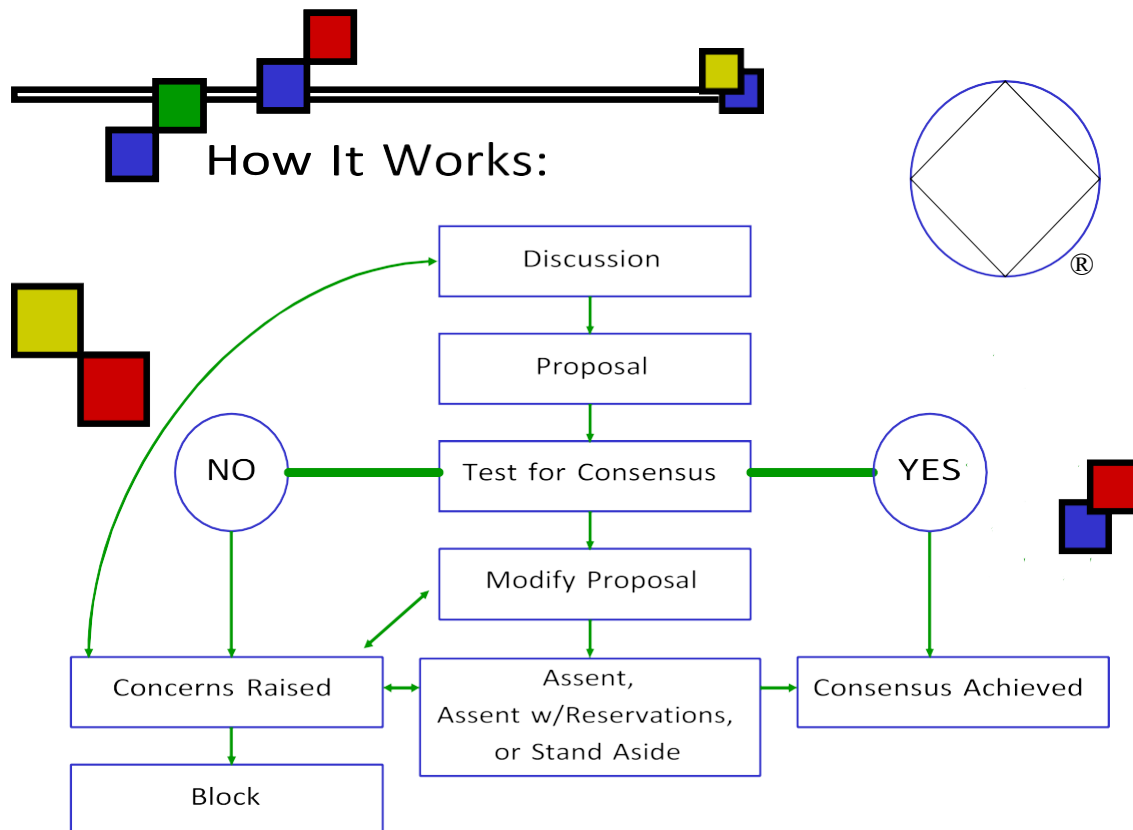 How It Works:
®
Discussion
Proposal
NO
Test for Consensus
YES
Modify Proposal
Concerns Raised
Assent,
Assent w/Reservations,
or Stand Aside
Consensus Achieved
Block